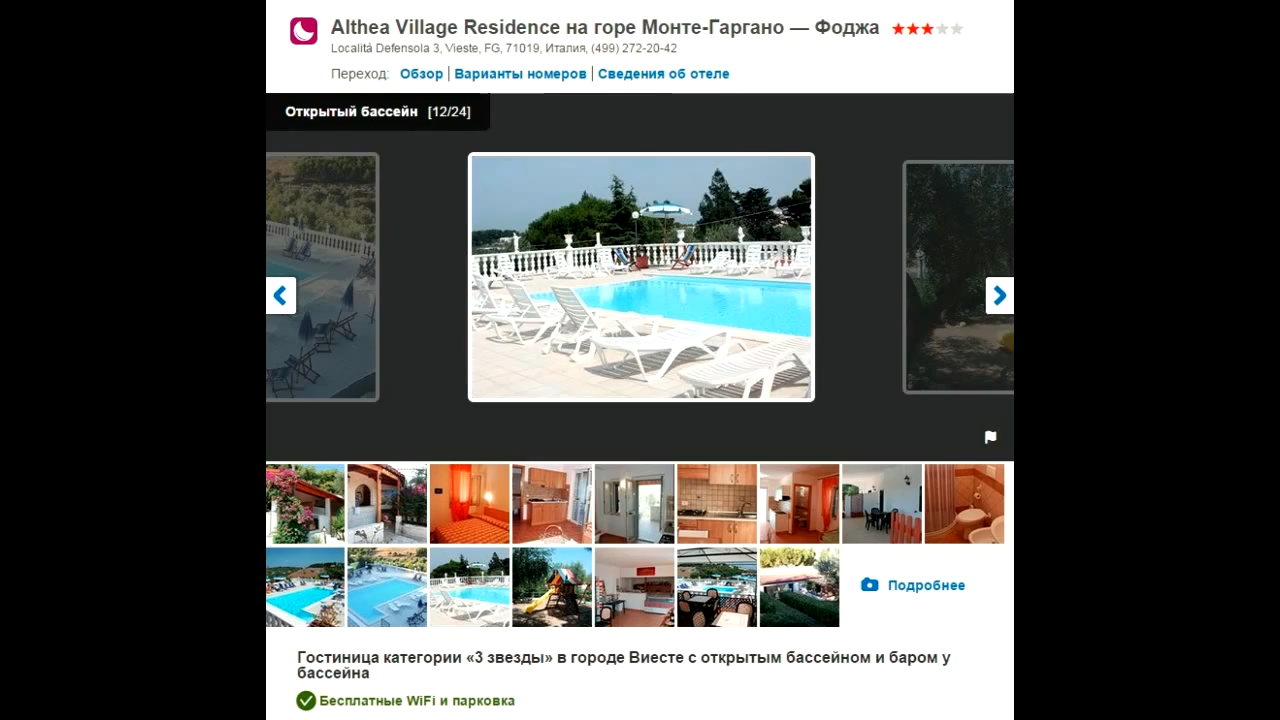 Althea Village Residence на горе Монте-Гаргано — Фоджа
Località Defensola 3, Vieste, FG, 71019, Италия, (499) 272-20-42
Переход: Обзор | Варианты номеров | Сведения об отеле
Открытый бассейн [12/24]
Подробнее
Гостиница категории «3 звезды» в городе Виесте с открытым бассейном и баром у
бассейна
Бесплатные WiFi и парковка